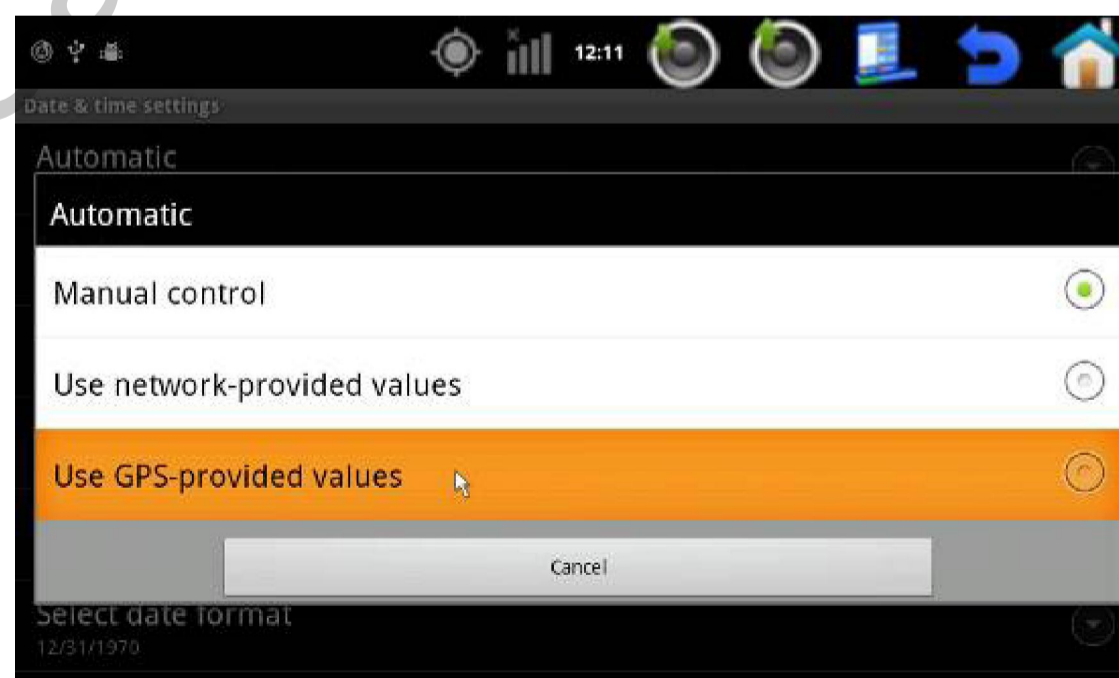 12:11
Date & time settings
Automatic
Automatic
Manual control
Use network-provided values
Use GPS-provided values
Cancel
Select date format
12/31/1970